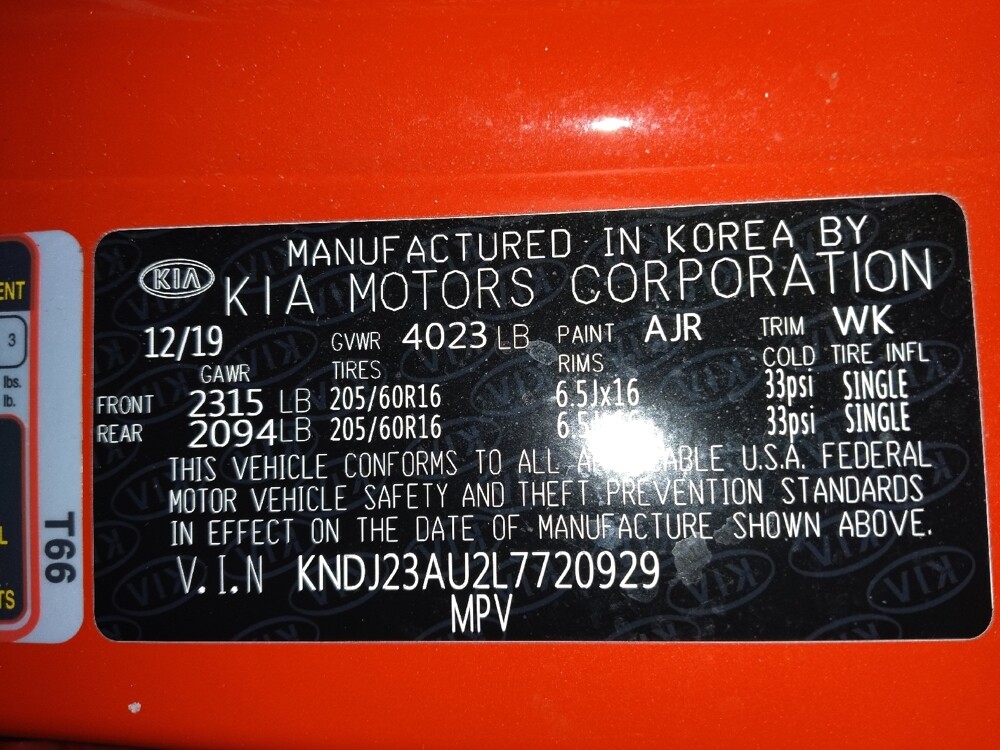 MANUFACTURED IN KOREA BY
KIA KIA MOTORS CORPORATION
12/19 GVWR 4023 LB PAINT AJR TRIM WK
GAWR TIRES RIMS COLD TIRE INFL
FRONT 2315 LB 205/60R16 6.5Jx16 33psi SINGLE
REAR 2094LB 205/60R16 33psi SINGLE
THIS VEHICLE CONFORMS TO ALL U.S.A. FEDERAL
MOTOR VEHICLE SAFETY AND THEFT PREVENTION STANDARDS
IN EFFECT ON THE DATE OF MANUFACTURE SHOWN ABOVE.
V.I.N KNDJ23AU2L7720929
MPV
3
lbs.
lb.
T66